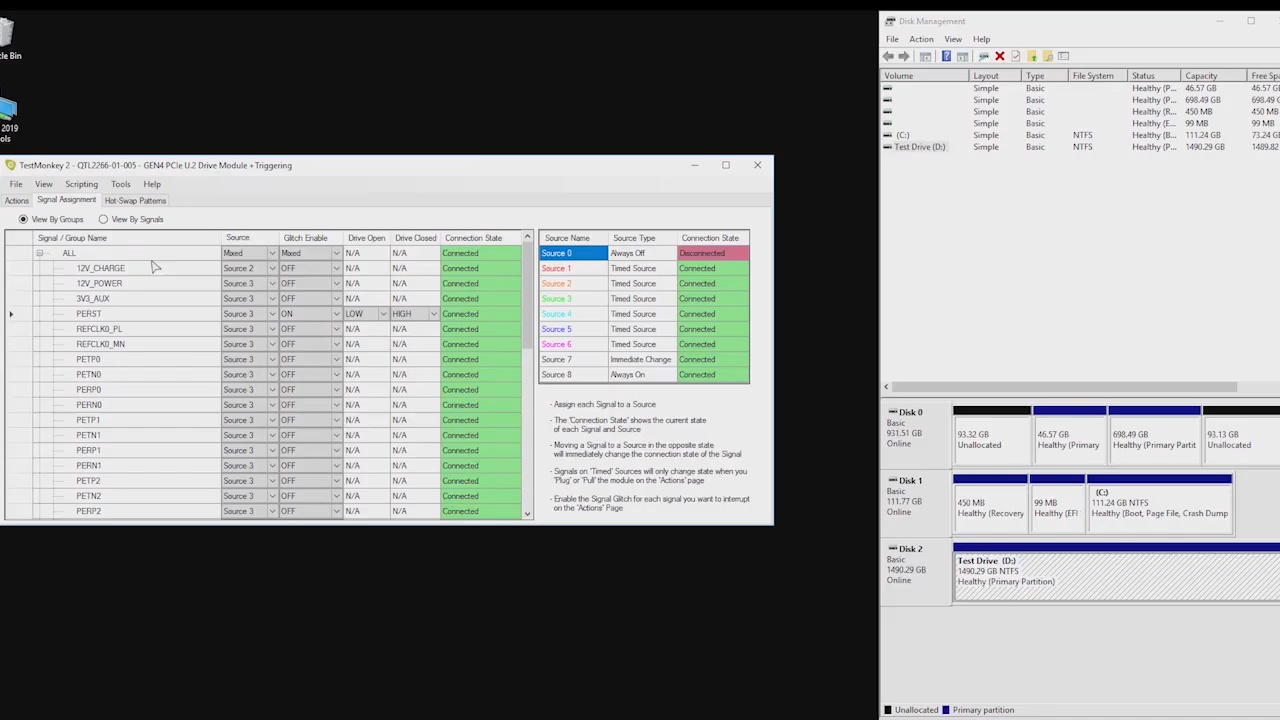 cle Bin
2019
ols
TestMonkey 2 - QTL2266-01-005 - GEN4 PCIe U.2 Drive Module +Triggering
File View Scripting Tools Help
Actions Signal Assignment Hot-Swap Patterns
View By Groups View By Signals
Signal / Group Name Source Glitch Enable Drive Open Drive Closed Connection State
ALL Mixed Mixed N/A N/A Connected
12V_CHARGE Source 2 OFF N/A N/A Connected
12V_POWER Source 3 OFF N/A N/A Connected
3V3_AUX Source 3 OFF N/A N/A Connected
PERST Source 3 ON LOW HIGH Connected
REFCLK0_PL Source 3 OFF N/A N/A Connected
REFCLK0_MN Source 3 OFF N/A N/A Connected
PETP0 Source 3 OFF N/A N/A Connected
PETN0 Source 3 OFF N/A N/A Connected
PERP0 Source 3 OFF N/A N/A Connected
PERN0 Source 3 OFF N/A N/A Connected
PETP1 Source 3 OFF N/A N/A Connected
PETN1 Source 3 OFF N/A N/A Connected
PERP1 Source 3 OFF N/A N/A Connected
PERN1 Source 3 OFF N/A N/A Connected
PETP2 Source 3 OFF N/A N/A Connected
PETN2 Source 3 OFF N/A N/A Connected
PERP2 Source 3 OFF N/A N/A Connected
Source Name Source Type Connection State
Source 0 Always Off Disconnected
Source 1 Timed Source Connected
Source 2 Timed Source Connected
Source 3 Timed Source Connected
Source 4 Timed Source Connected
Source 5 Timed Source Connected
Source 6 Timed Source Connected
Source 7 Immediate Change Connected
Source 8 Always On Connected
- Assign each Signal to a Source
- The 'Connection State' shows the current state
of each Signal and Source
- Moving a Signal to a Source in the opposite state
will immediately change the connection state of the Signal
- Signals on 'Timed' Sources will only change state when you
'Plug' or 'Pull' the module on the 'Actions' page
- Enable the Signal Glitch for each signal you want to interrupt
on the 'Actions' Page
Disk Management
File Action View Help
Volume Layout Type File System Status Capacity Free Spa
Simple Basic Healthy (P... 46.57 GB 46.57 G
Simple Basic Healthy (P... 698.49 GB 698.49
Simple Basic Healthy (R... 450 MB 450 MB
Simple Basic Healthy (E... 99 MB 99 MB
(C:) Simple Basic NTFS Healthy (B... 111.24 GB 73.24 G
Test Drive (D:) Simple Basic NTFS Healthy (P... 1490.29 GB 1489.82
Disk 0
Basic
931.51 GB
Online
93.32 GB
Unallocated
46.57 GB
Healthy (Primary
698.49 GB
Healthy (Primary Partit
93.13 GB
Unallocated
Disk 1
Basic
111.77 GB
Online
450 MB
Healthy (Recovery
99 MB
Healthy (EFI
(C:)
111.24 GB NTFS
Healthy (Boot, Page File, Crash Dump
Disk 2
Basic
1490.29 GB
Online
Test Drive (D:)
1490.29 GB NTFS
Healthy (Primary Partition)
Unallocated Primary partition